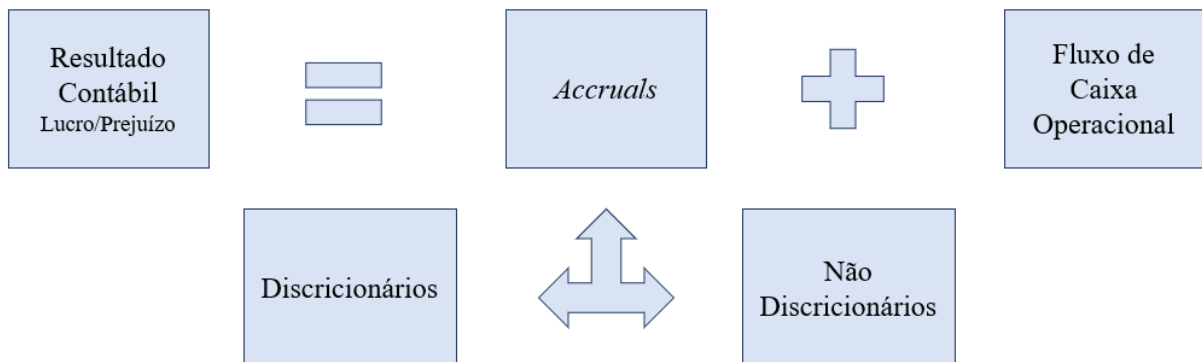 Resultado
Contábil
Lucro/Prejuízo
Accruals
Fluxo de
Caixa
Operacional
Discricionários
Não
Discricionários